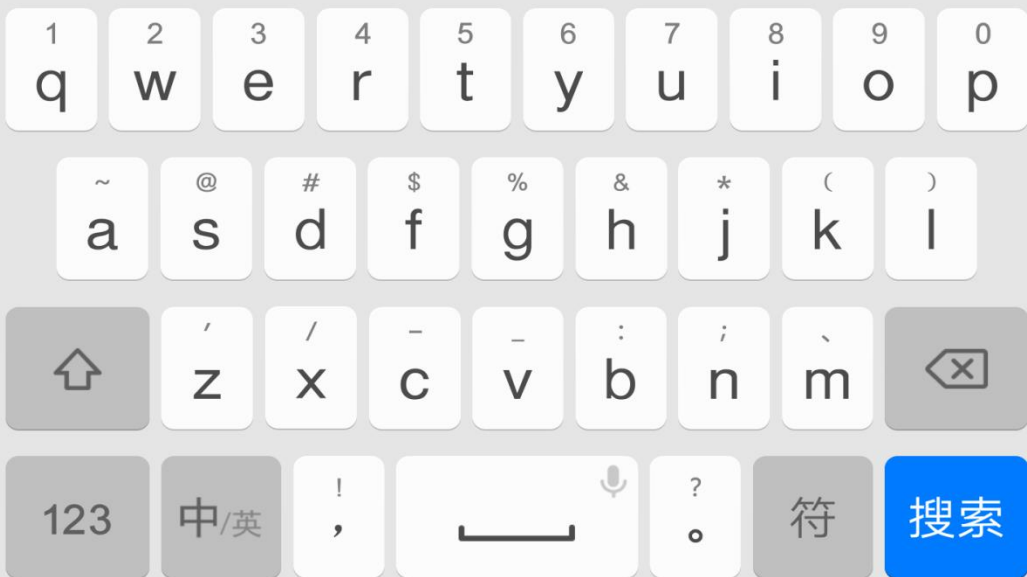 1 2 3 4 5 6 7 8 9 0
q w e r t y u i o p
~ @ # $ % & * ( )
a s d f g h j k l
′ / – _ : ; 、
z x c v b n m
! ?
123 中/英 , 。 符 搜索